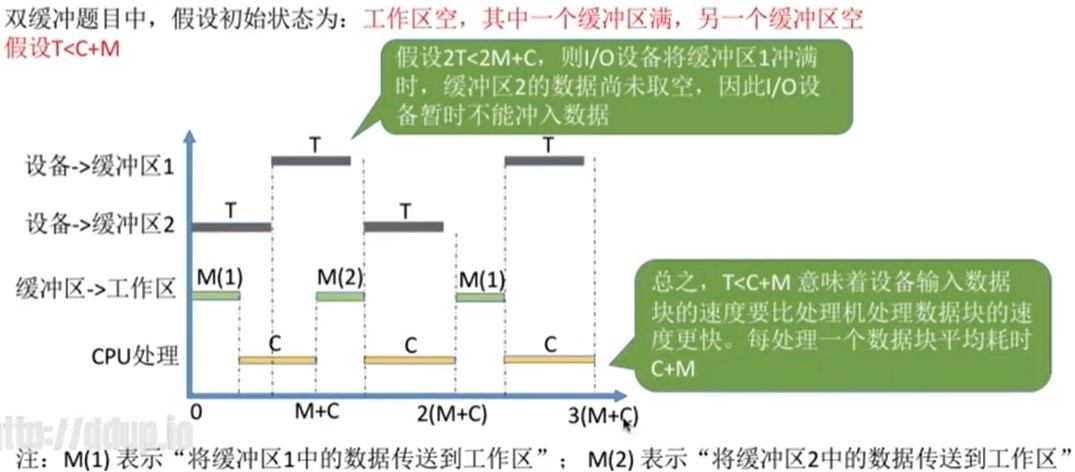 双缓冲题目中，假设初始状态为：工作区空，其中一个缓冲区满，另一个缓冲区空
假设T<C+M
假设2T<2M+C，则I/O设备将缓冲区1冲满
时，缓冲区2的数据尚未取空，因此I/O设
备暂时不能冲入数据
T
T
设备->缓冲区1
T
T
设备->缓冲区2
M(1)
M(2)
M(1)
缓冲区->工作区
C
C
C
CPU处理
总之，T<C+M 意味着设备输入数据
块的速度要比处理机处理数据块的速
度更快。每处理一个数据块平均耗时
C+M
0
M+C
2(M+C)
3(M+C)
http://ddup.io
注：M(1) 表示“将缓冲区1中的数据传送到工作区”； M(2) 表示“将缓冲区2中的数据传送到工作区”